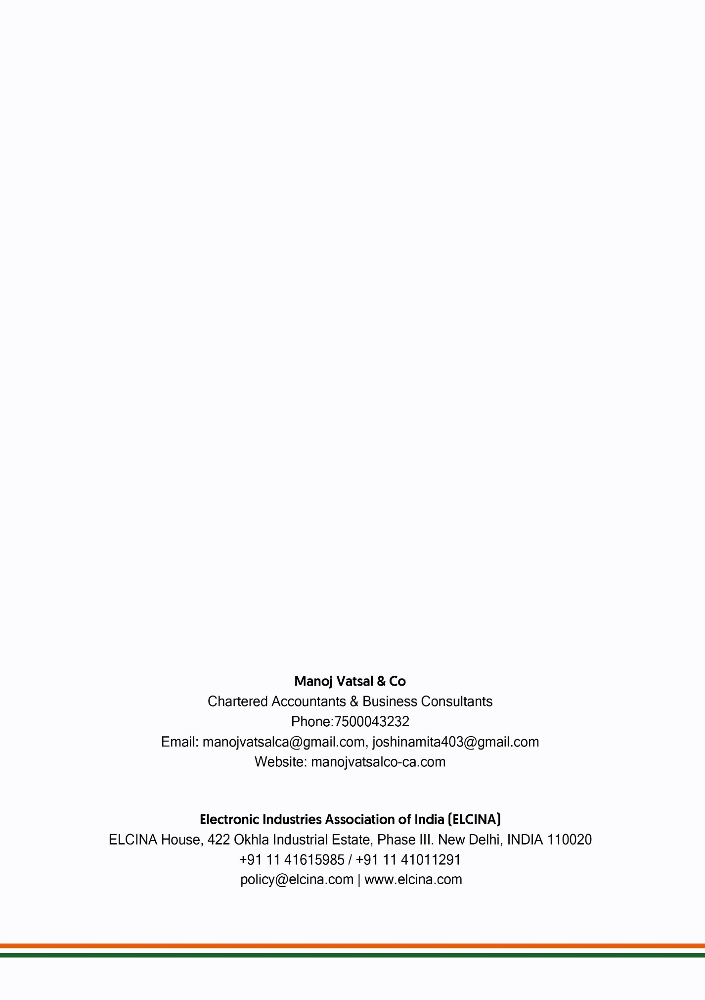 Manoj Vatsal & Co
Chartered Accountants & Business Consultants
Phone:7500043232
Email: manojvatsalca@gmail.com, joshinamita403@gmail.com
Website: manojvatsalco-ca.com
Electronic Industries Association of India (ELCINA)
ELCINA House, 422 Okhla Industrial Estate, Phase III. New Delhi, INDIA 110020
+91 11 41615985 / +91 11 41011291
policy@elcina.com | www.elcina.com